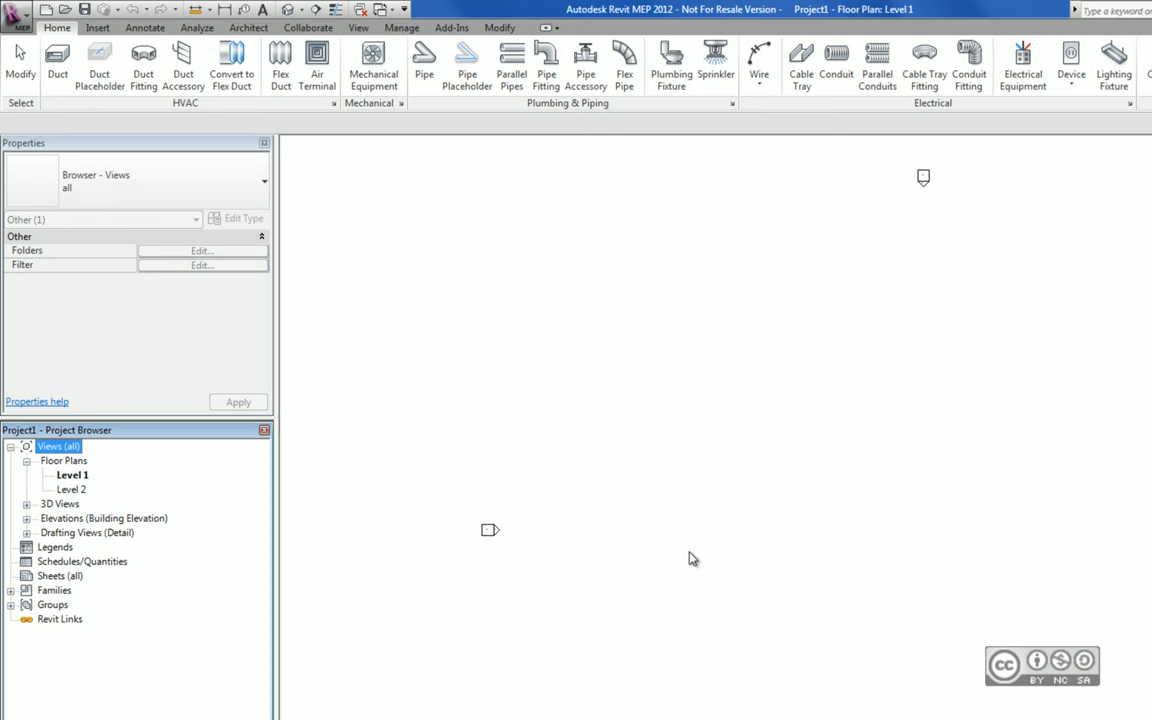 Autodesk Revit MEP 2012 - Not For Resale Version - Project1 - Floor Plan: Level 1
Type a keyword or
MEP
Home Insert Annotate Analyze Architect Collaborate View Manage Add-Ins Modify
Modify Duct Duct Placeholder Duct Fitting Duct Accessory Convert to Flex Duct Flex Duct Air Terminal Mechanical Equipment Pipe Pipe Placeholder Parallel Pipes Pipe Fitting Pipe Accessory Flex Pipe Plumbing Fixture Sprinkler Wire Cable Tray Conduit Parallel Conduits Cable Tray Fitting Conduit Fitting Electrical Equipment Device Lighting Fixture
Select HVAC Mechanical Plumbing & Piping Electrical
Properties
Browser - Views
all
Other (1) Edit Type
Other
Folders Edit...
Filter Edit...
Properties help Apply
Project1 - Project Browser
Views (all)
Floor Plans
Level 1
Level 2
3D Views
Elevations (Building Elevation)
Drafting Views (Detail)
Legends
Schedules/Quantities
Sheets (all)
Families
Groups
Revit Links
cc
BY NC SA